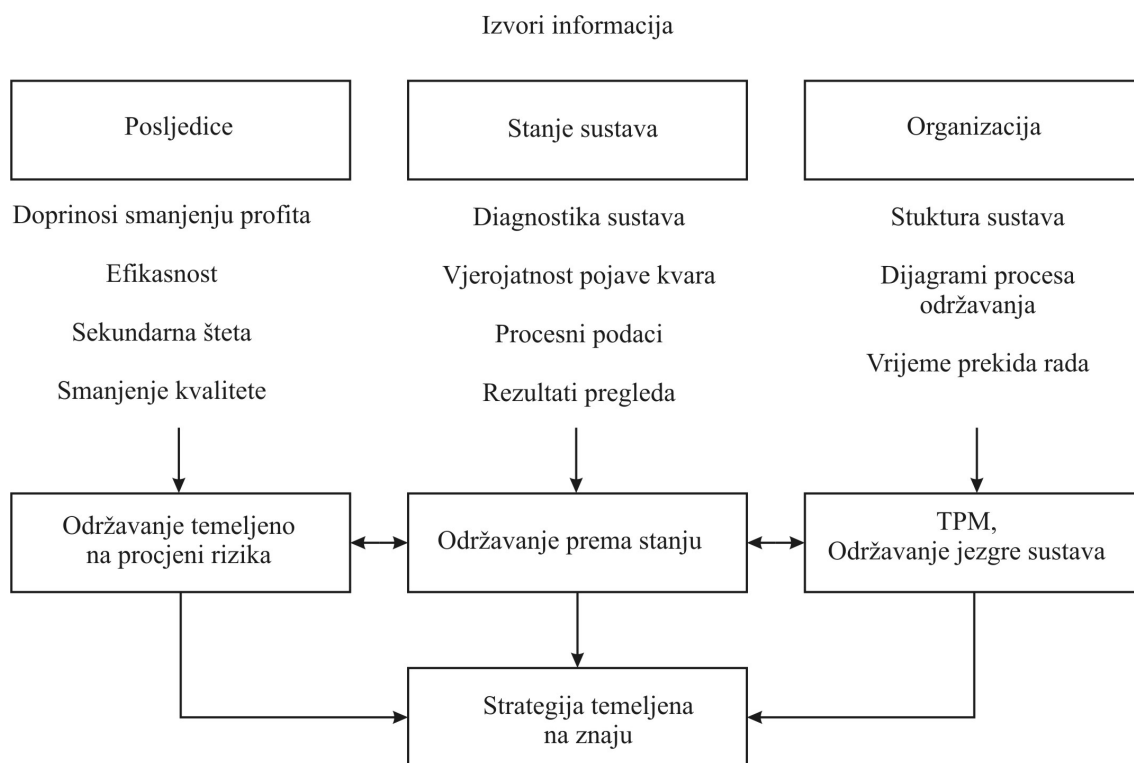 Izvori informacija
Posljedice
Stanje sustava
Organizacija
Doprinosi smanjenju profita
Efikasnost
Sekundarna šteta
Smanjenje kvalitete
Diagnostika sustava
Vjerojatnost pojave kvara
Procesni podaci
Rezultati pregleda
Stuktura sustava
Dijagrami procesa
održavanja
Vrijeme prekida rada
Održavanje temeljeno
na procjeni rizika
Održavanje prema stanju
TPM,
Održavanje jezgre sustava
Strategija temeljena
na znaju